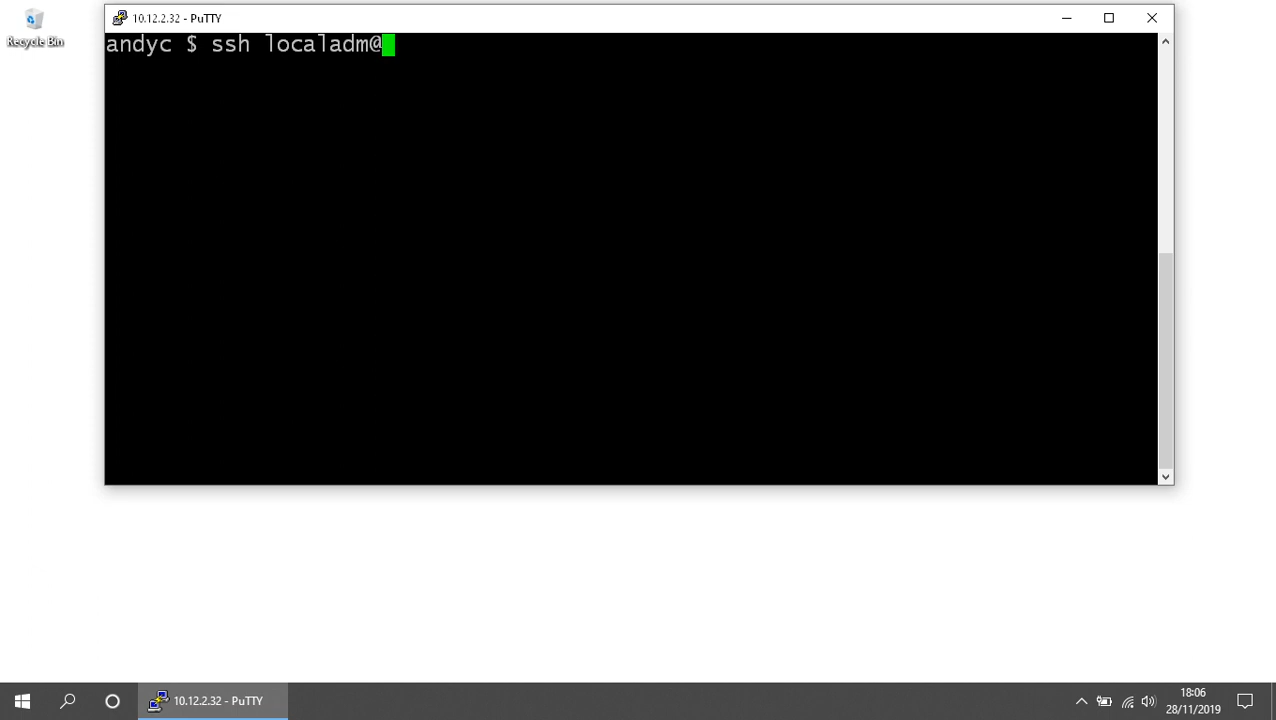 Recycle Bin
10.12.2.32 - PuTTY
andyc $ ssh localadm@
10.12.2.32 - PuTTY
18:06
28/11/2019